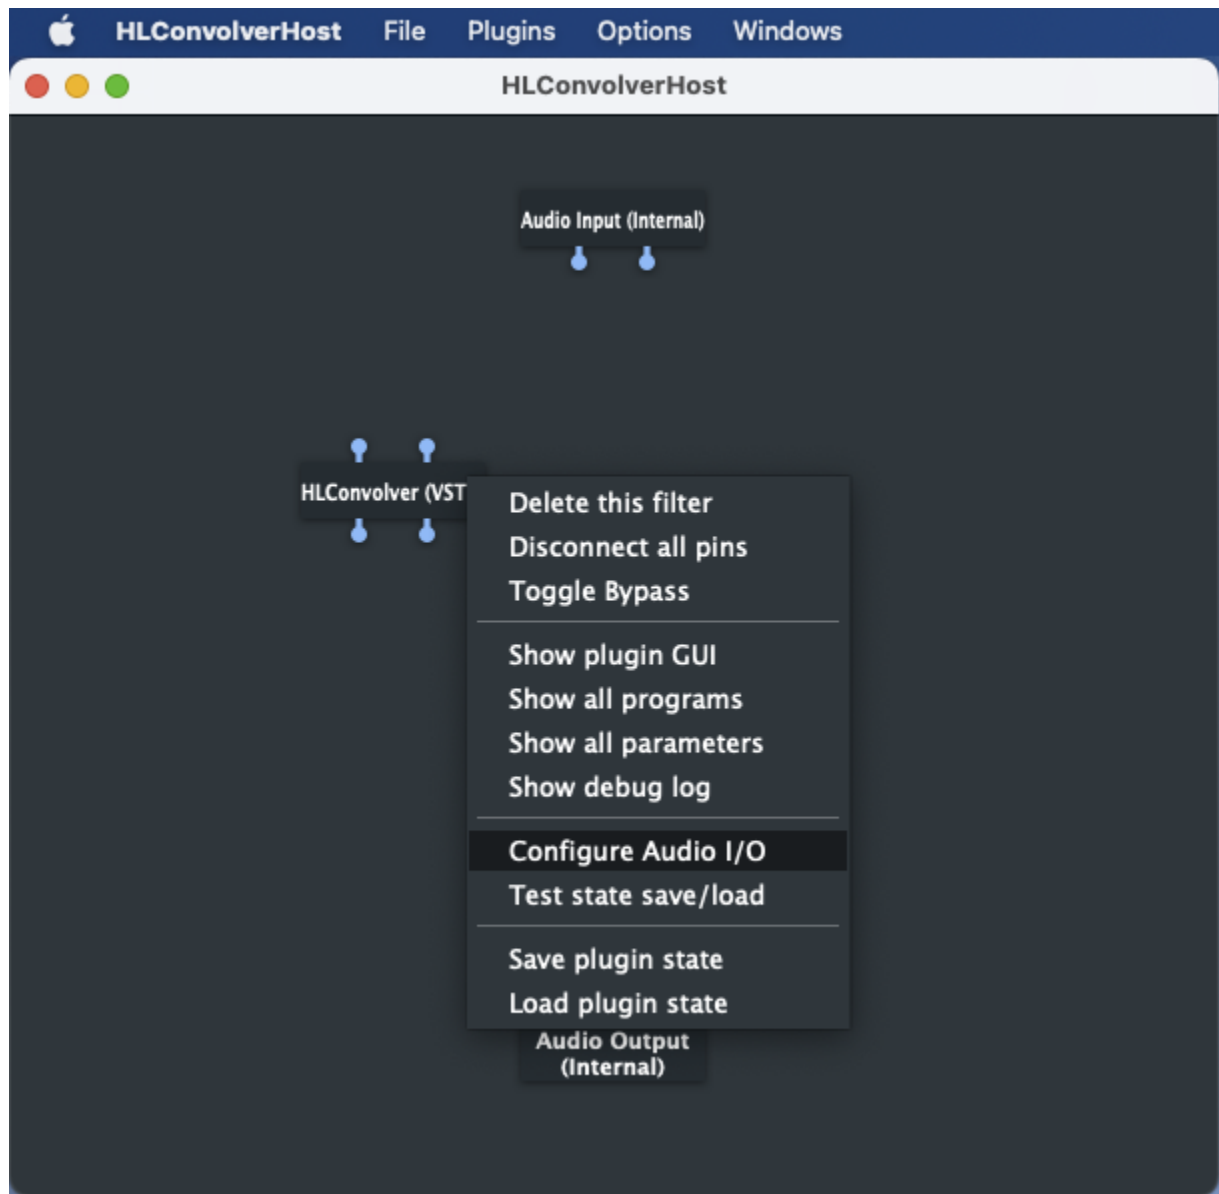 HLConvolverHost File Plugins Options Windows
HLConvolverHost
Audio Input (Internal)
HLConvolver (VST
Delete this filter
Disconnect all pins
Toggle Bypass
Show plugin GUI
Show all programs
Show all parameters
Show debug log
Configure Audio I/O
Test state save/load
Save plugin state
Load plugin state
Audio Output
(Internal)